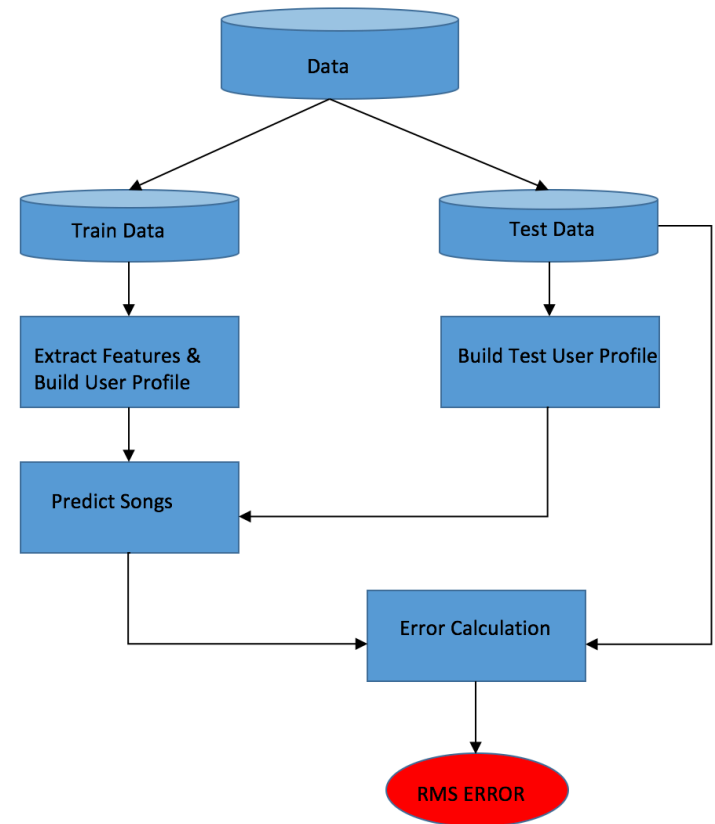 Data
Train Data
Test Data
Extract Features &
Build User Profile
Build Test User Profile
Predict Songs
Error Calculation
RMS ERROR